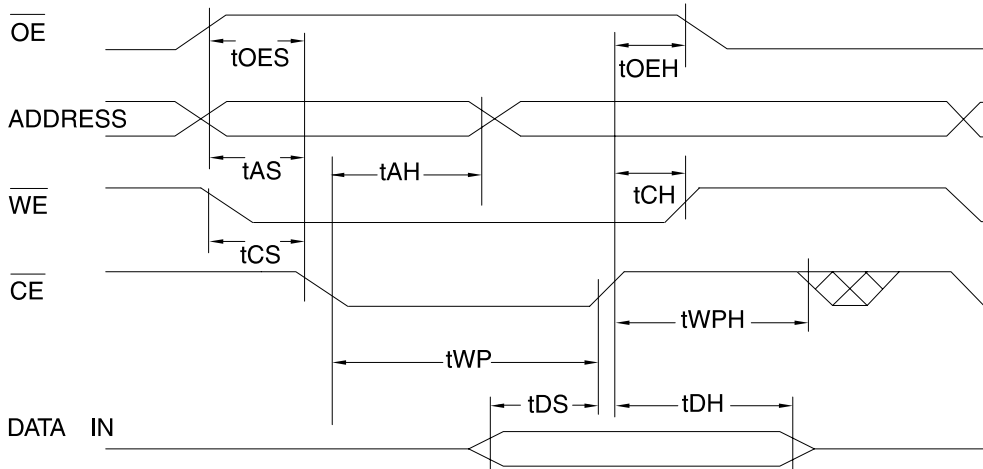 OE
tOES
tOEH
ADDRESS
tAS
tAH
WE
tCH
tCS
CE
tWPH
tWP
tDS
tDH
DATA IN